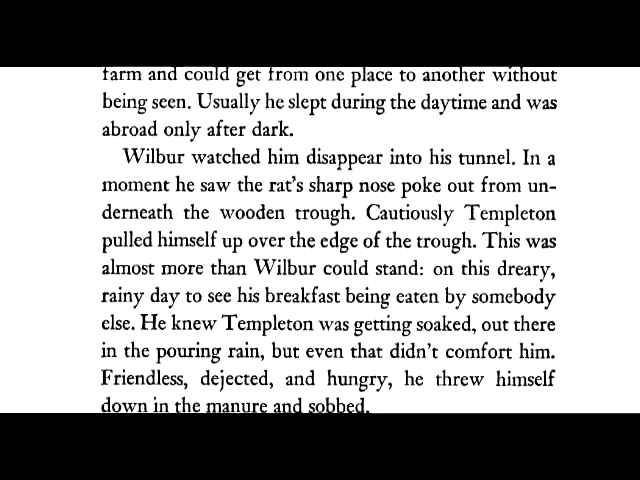 farm and could get from one place to another without
being seen. Usually he slept during the daytime and was
abroad only after dark.
Wilbur watched him disappear into his tunnel. In a
moment he saw the rat's sharp nose poke out from un-
derneath the wooden trough. Cautiously Templeton
pulled himself up over the edge of the trough. This was
almost more than Wilbur could stand: on this dreary,
rainy day to see his breakfast being eaten by somebody
else. He knew Templeton was getting soaked, out there
in the pouring rain, but even that didn't comfort him.
Friendless, dejected, and hungry, he threw himself
down in the manure and sobbed.